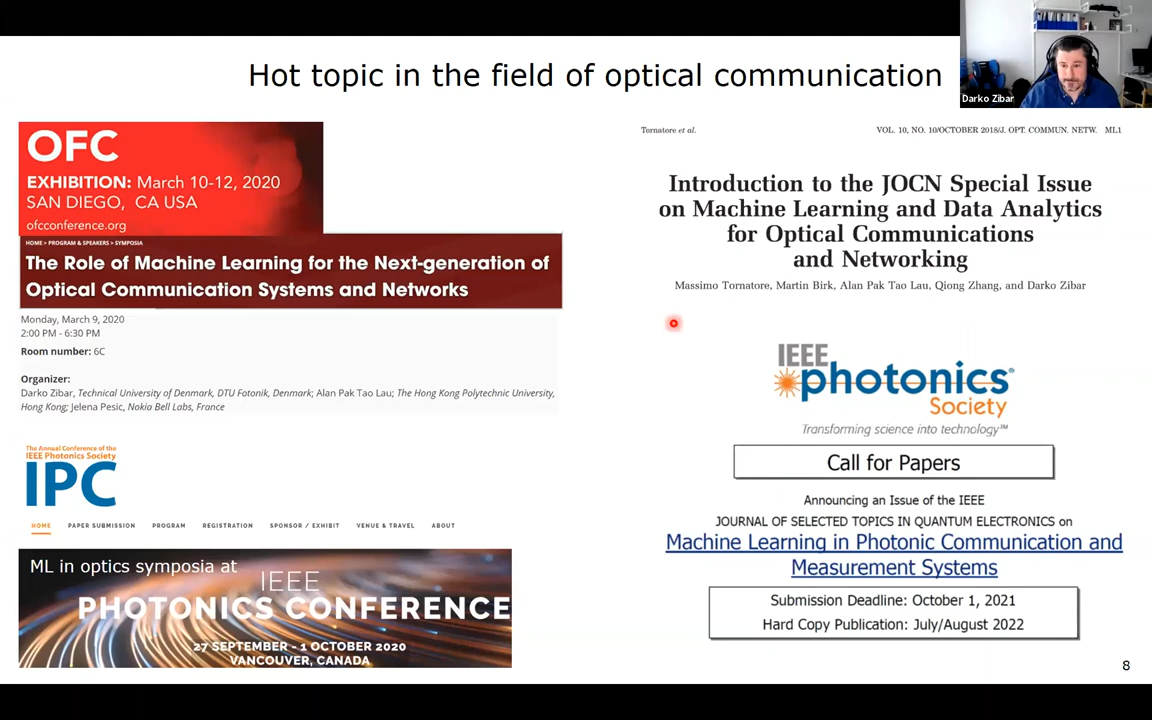 Hot topic in the field of optical communication
Darko Zibar
OFC
EXHIBITION: March 10-12, 2020
SAN DIEGO, CA USA
ofcconference.org
HOME > PROGRAM & SPEAKERS > SYMPOSIA
The Role of Machine Learning for the Next-generation of
Optical Communication Systems and Networks
Monday, March 9, 2020
2:00 PM - 6:30 PM
Room number: 6C
Organizer:
Darko Zibar, Technical University of Denmark, DTU Fotonik, Denmark; Alan Pak Tao Lau; The Hong Kong Polytechnic University,
Hong Kong; Jelena Pesic, Nokia Bell Labs, France
The Annual Conference of the
IEEE Photonics Society
IPC
HOME PAPER SUBMISSION PROGRAM REGISTRATION SPONSOR / EXHIBIT VENUE & TRAVEL ABOUT
ML in optics symposia at
IEEE
PHOTONICS CONFERENCE
27 SEPTEMBER - 1 OCTOBER 2020
VANCOUVER, CANADA
Tornatore et al. VOL. 10, NO. 10/OCTOBER 2018/J. OPT. COMMUN. NETW. ML1
Introduction to the JOCN Special Issue
on Machine Learning and Data Analytics
for Optical Communications
and Networking
Massimo Tornatore, Martin Birk, Alan Pak Tao Lau, Qiong Zhang, and Darko Zibar
IEEE
photonics®
Society
Transforming science into technology™
Call for Papers
Announcing an Issue of the IEEE
JOURNAL OF SELECTED TOPICS IN QUANTUM ELECTRONICS on
Machine Learning in Photonic Communication and
Measurement Systems
Submission Deadline: October 1, 2021
Hard Copy Publication: July/August 2022
8